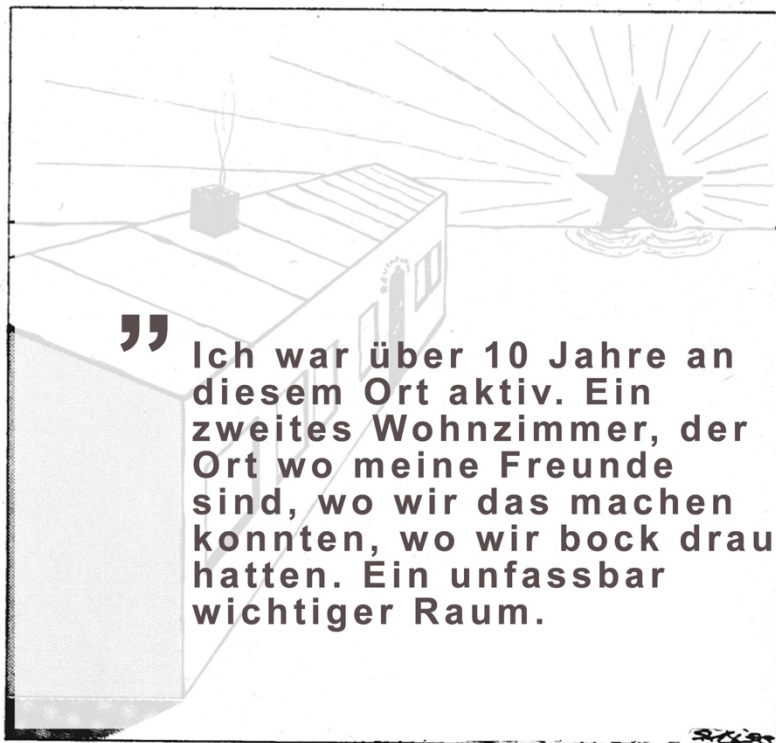 ”
Ich war über 10 Jahre an
diesem Ort aktiv. Ein
zweites Wohnzimmer, der
Ort wo meine Freunde
sind, wo wir das machen
konnten, wo wir bock drau
hatten. Ein unfassbar
wichtiger Raum.